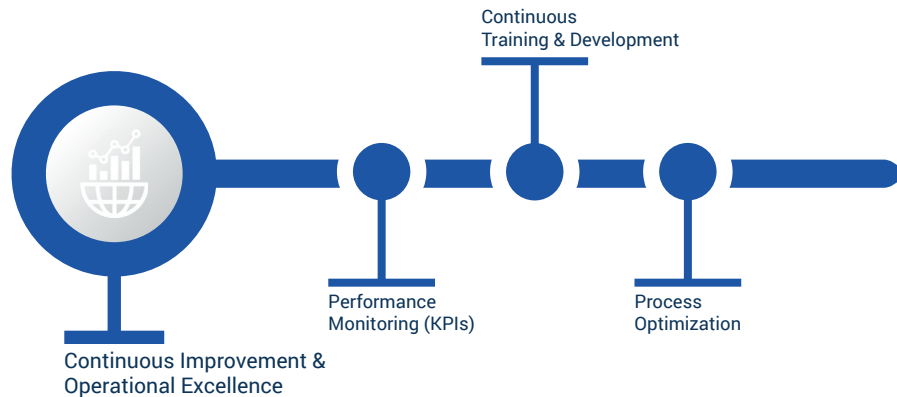 Continuous
Training & Development
Performance
Monitoring (KPIs)
Process
Optimization
Continuous Improvement &
Operational Excellence